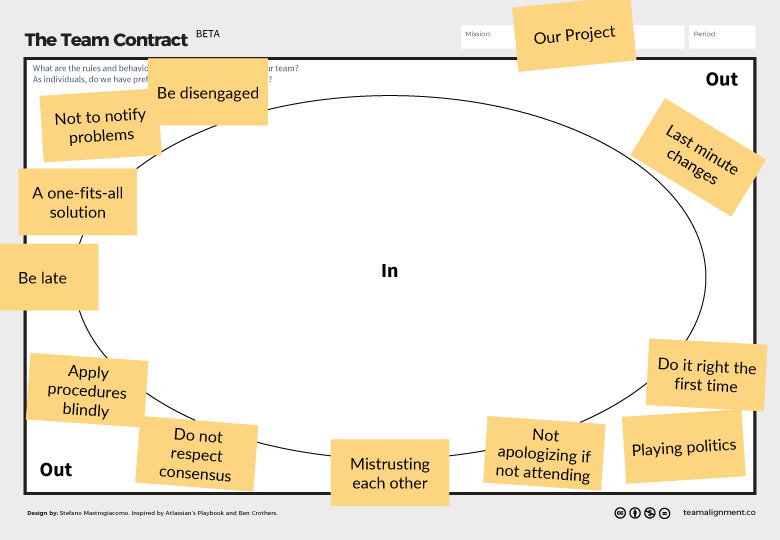 The Team Contract BETA
Mission:
Our Project
Period:
What are the rules and behavio ur team?
As individuals, do we have pref ?
Out
Be disengaged
Not to notify
problems
Last minute
changes
A one-fits-all
solution
In
Be late
Apply
procedures
blindly
Do it right the
first time
Do not
respect
consensus
Mistrusting
each other
Not
apologizing if
not attending
Playing politics
Out
Design by: Stefano Mastrogiacomo. Inspired by Atlassian's Playbook and Ben Crothers.
teamalignment.co